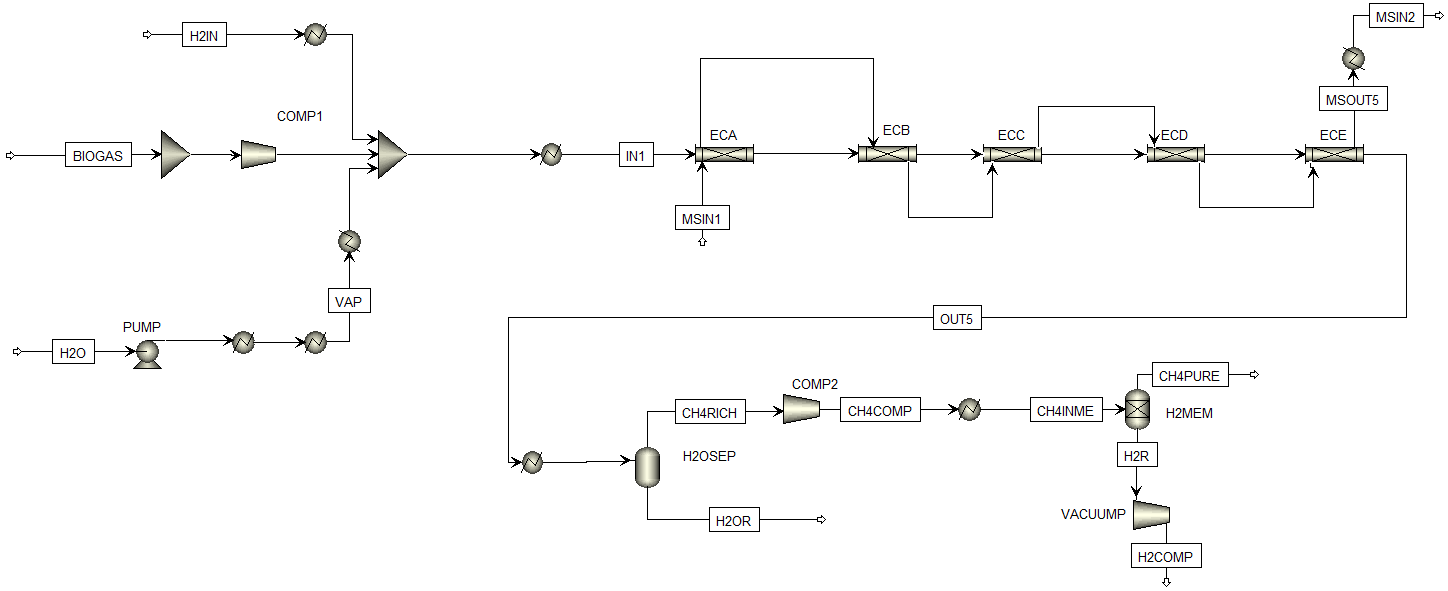 H2IN
MSIN2
COMP1
MSOUT5
BIOGAS
IN1
ECA
ECB
ECC
ECD
ECE
MSIN1
VAP
PUMP
H2O
OUT5
COMP2
CH4PURE
CH4RICH
CH4COMP
CH4INME
H2MEM
H2OSEP
H2R
H2OR
VACUUMP
H2COMP